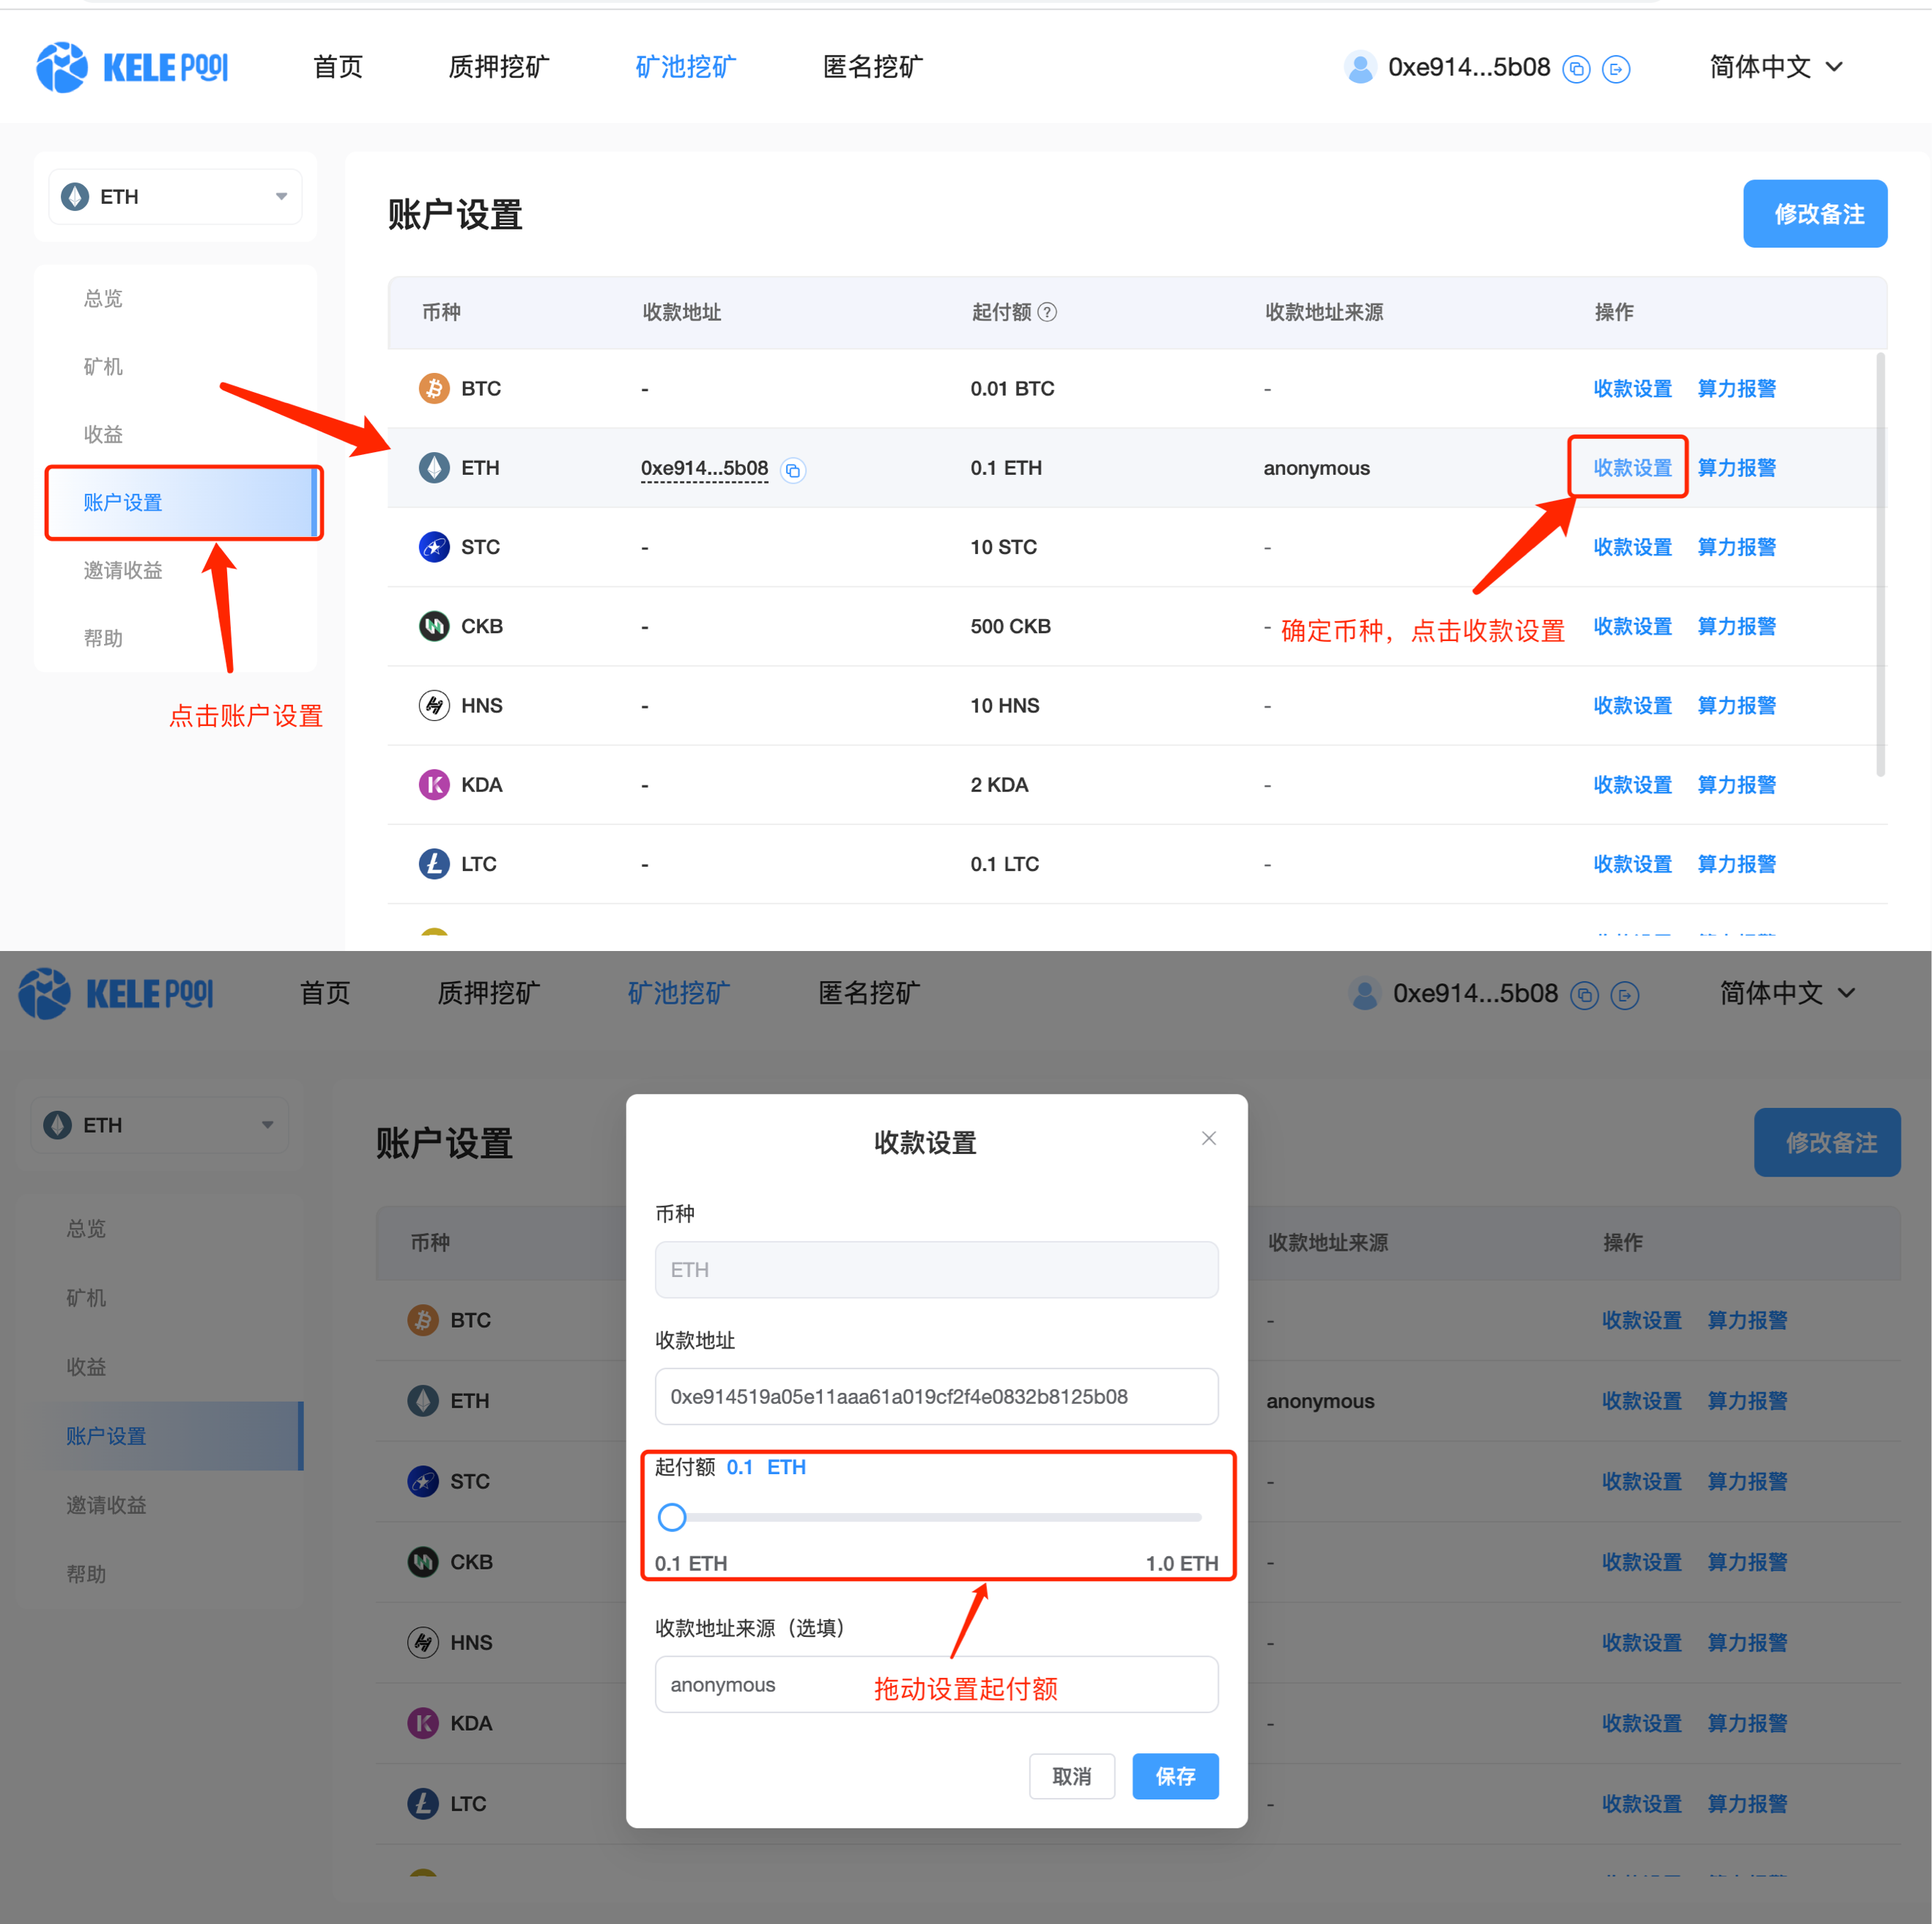 KELE POOL 首页 质押挖矿 矿池挖矿 匿名挖矿 0xe914...5b08 简体中文
ETH
账户设置 修改备注
总览
矿机
收益
账户设置
邀请收益
帮助
点击账户设置
币种 收款地址 起付额 ? 收款地址来源 操作
BTC - 0.01 BTC - 收款设置 算力报警
ETH 0xe914...5b08 0.1 ETH anonymous 收款设置 算力报警
STC - 10 STC - 收款设置 算力报警
CKB - 500 CKB - 收款设置 算力报警
确定币种，点击收款设置
HNS - 10 HNS - 收款设置 算力报警
KDA - 2 KDA - 收款设置 算力报警
LTC - 0.1 LTC - 收款设置 算力报警
KELE POOL 首页 质押挖矿 矿池挖矿 匿名挖矿 0xe914...5b08 简体中文
ETH
账户设置 修改备注
总览
矿机
收益
账户设置
邀请收益
帮助
币种 收款地址来源 操作
BTC - 收款设置 算力报警
ETH anonymous 收款设置 算力报警
STC - 收款设置 算力报警
CKB - 收款设置 算力报警
HNS - 收款设置 算力报警
KDA - 收款设置 算力报警
LTC - 收款设置 算力报警
收款设置
币种
ETH
收款地址
0xe914519a05e11aaa61a019cf2f4e0832b8125b08
起付额 0.1 ETH
0.1 ETH 1.0 ETH
收款地址来源（选填）
anonymous
拖动设置起付额
取消 保存